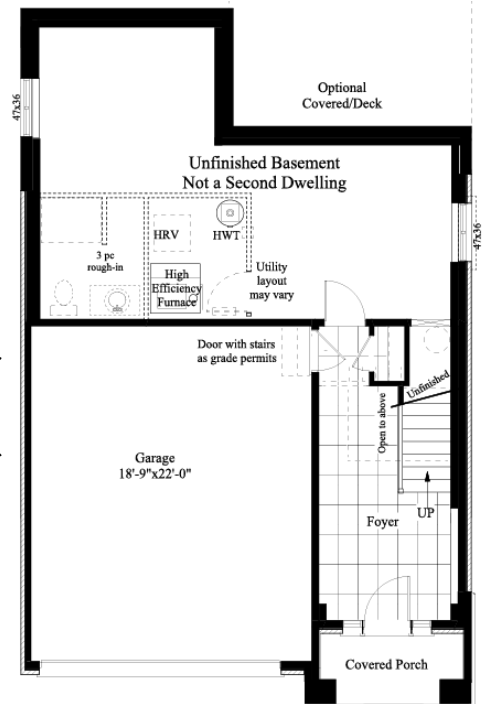 Optional
Covered/Deck
47x36
Unfinished Basement
Not a Second Dwelling
47x36
HRV
HWT
3 pc
rough-in
High
Efficiency
Furnace
Utility
layout
may vary
Door with stairs
as grade permits
Unfinished
Open to above
Garage
18'-9"x22'-0"
UP
Foyer
Covered Porch